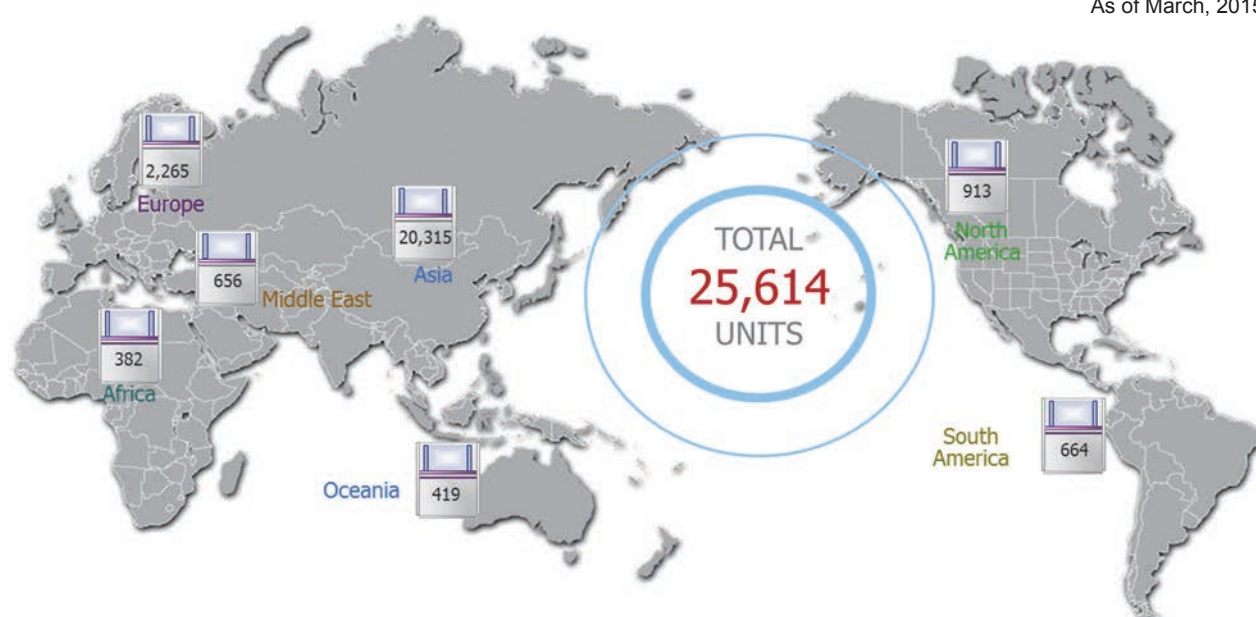 As of March, 2015
2,265
Europe
20,315
Asia
656
Middle East
382
Africa
419
Oceania
TOTAL
25,614
UNITS
913
North
America
664
South
America